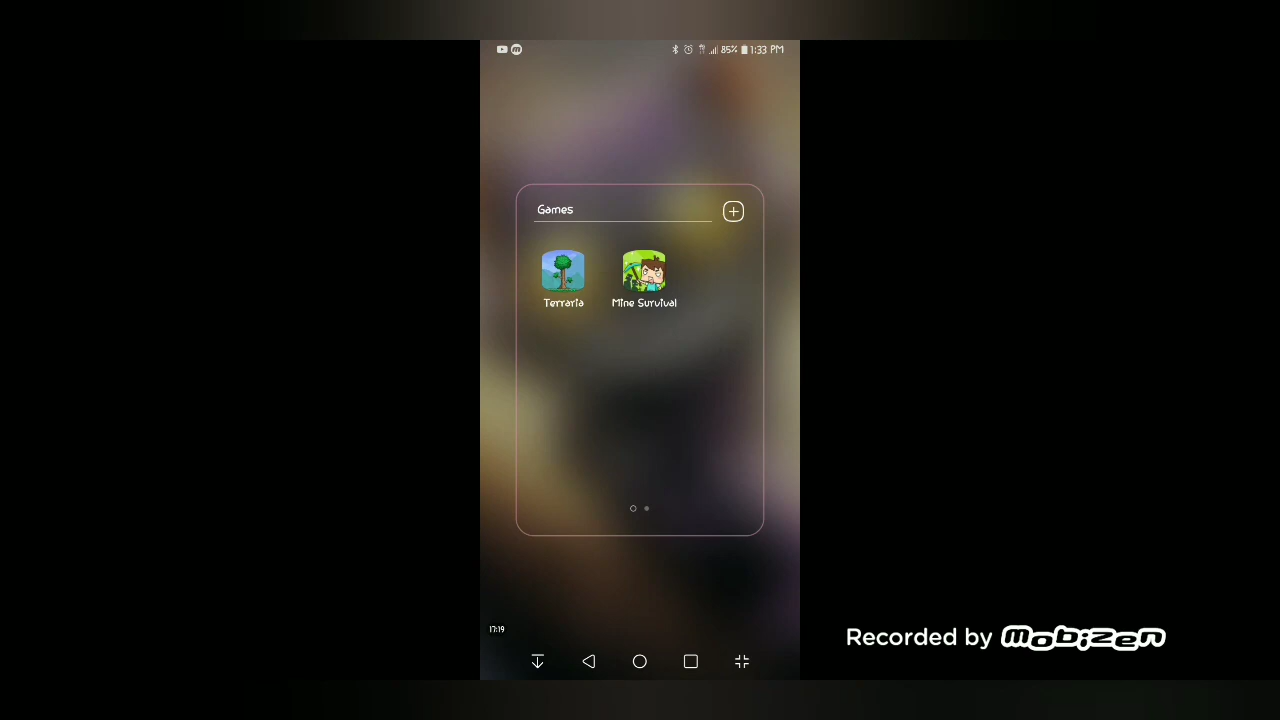 85% 1:33 PM
Games
Terraria
Mine Survival
17:19
Recorded by mobizen